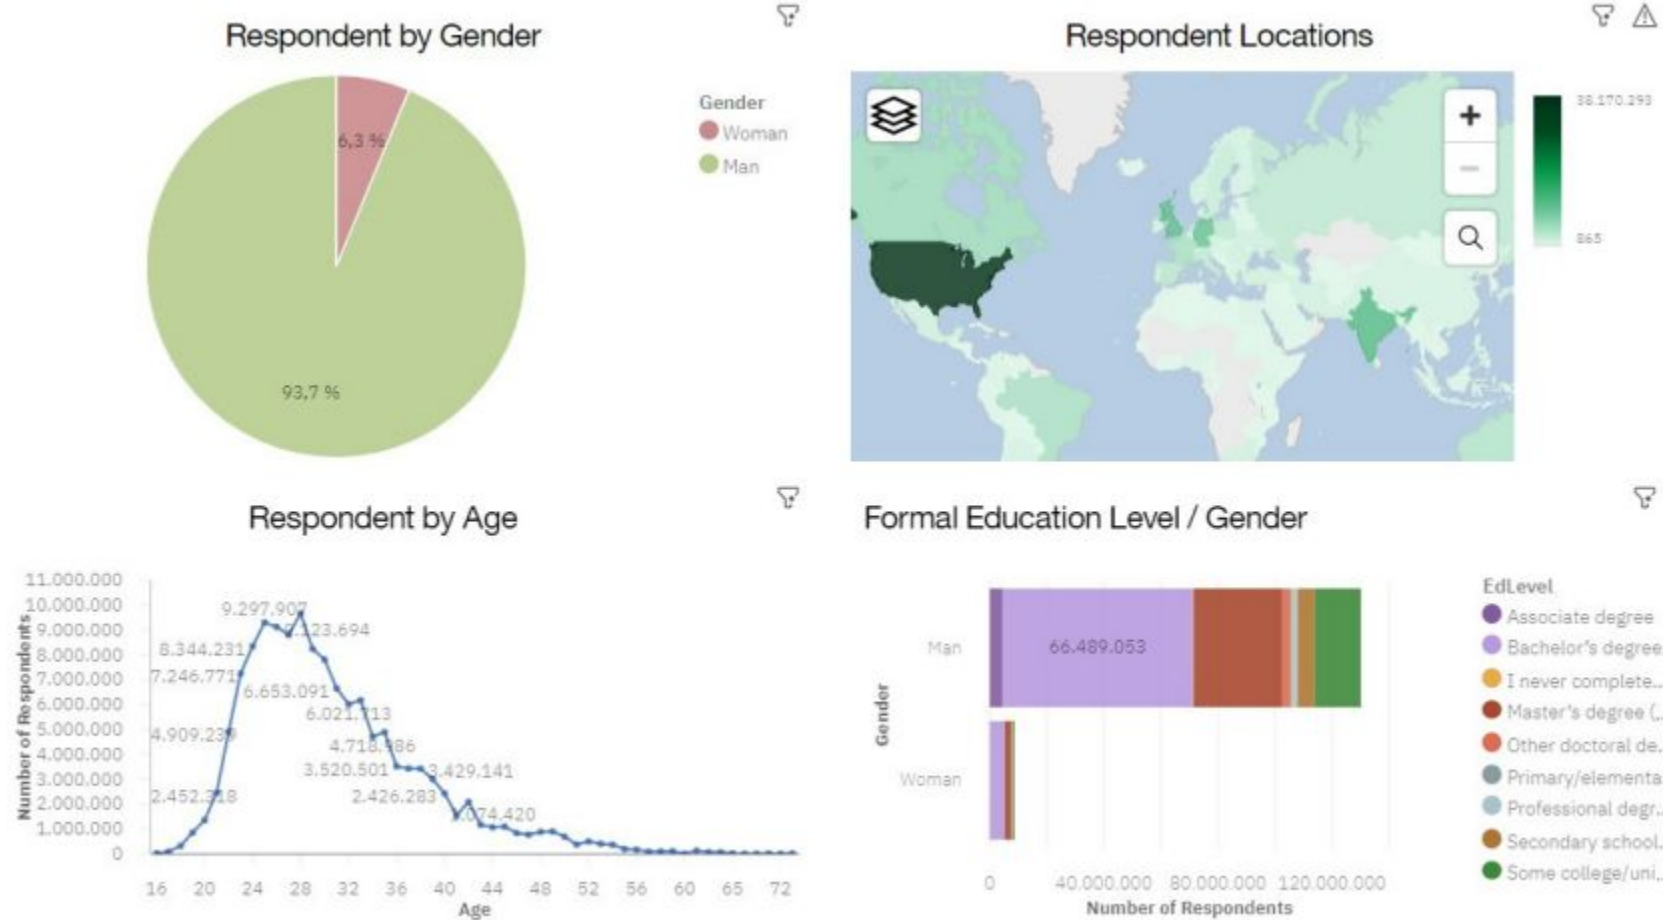 Respondent by Gender
6,3 %
93,7 %
Gender
Woman
Man
Respondent Locations
+
−
38.170.293
865
Respondent by Age
Number of Respondents
11.000.000
10.000.000
9.000.000
8.000.000
7.000.000
6.000.000
5.000.000
4.000.000
3.000.000
2.000.000
1.000.000
0
9.297.907
8.344.231
7.246.771
6.653.091
6.021.713
4.909.239
4.718.986
3.520.501
3.429.141
2.452.318
2.426.283
16 20 24 28 32 36 40 44 48 52 56 60 65 72
Age
Formal Education Level / Gender
Gender
Man
66.489.053
Woman
0 40.000.000 80.000.000 120.000.000
Number of Respondents
EdLevel
Associate degree
Bachelor's degree
I never complete..
Master's degree (..
Other doctoral de.
Primary/elementa
Professional degr..
Secondary school.
Some college/uni..